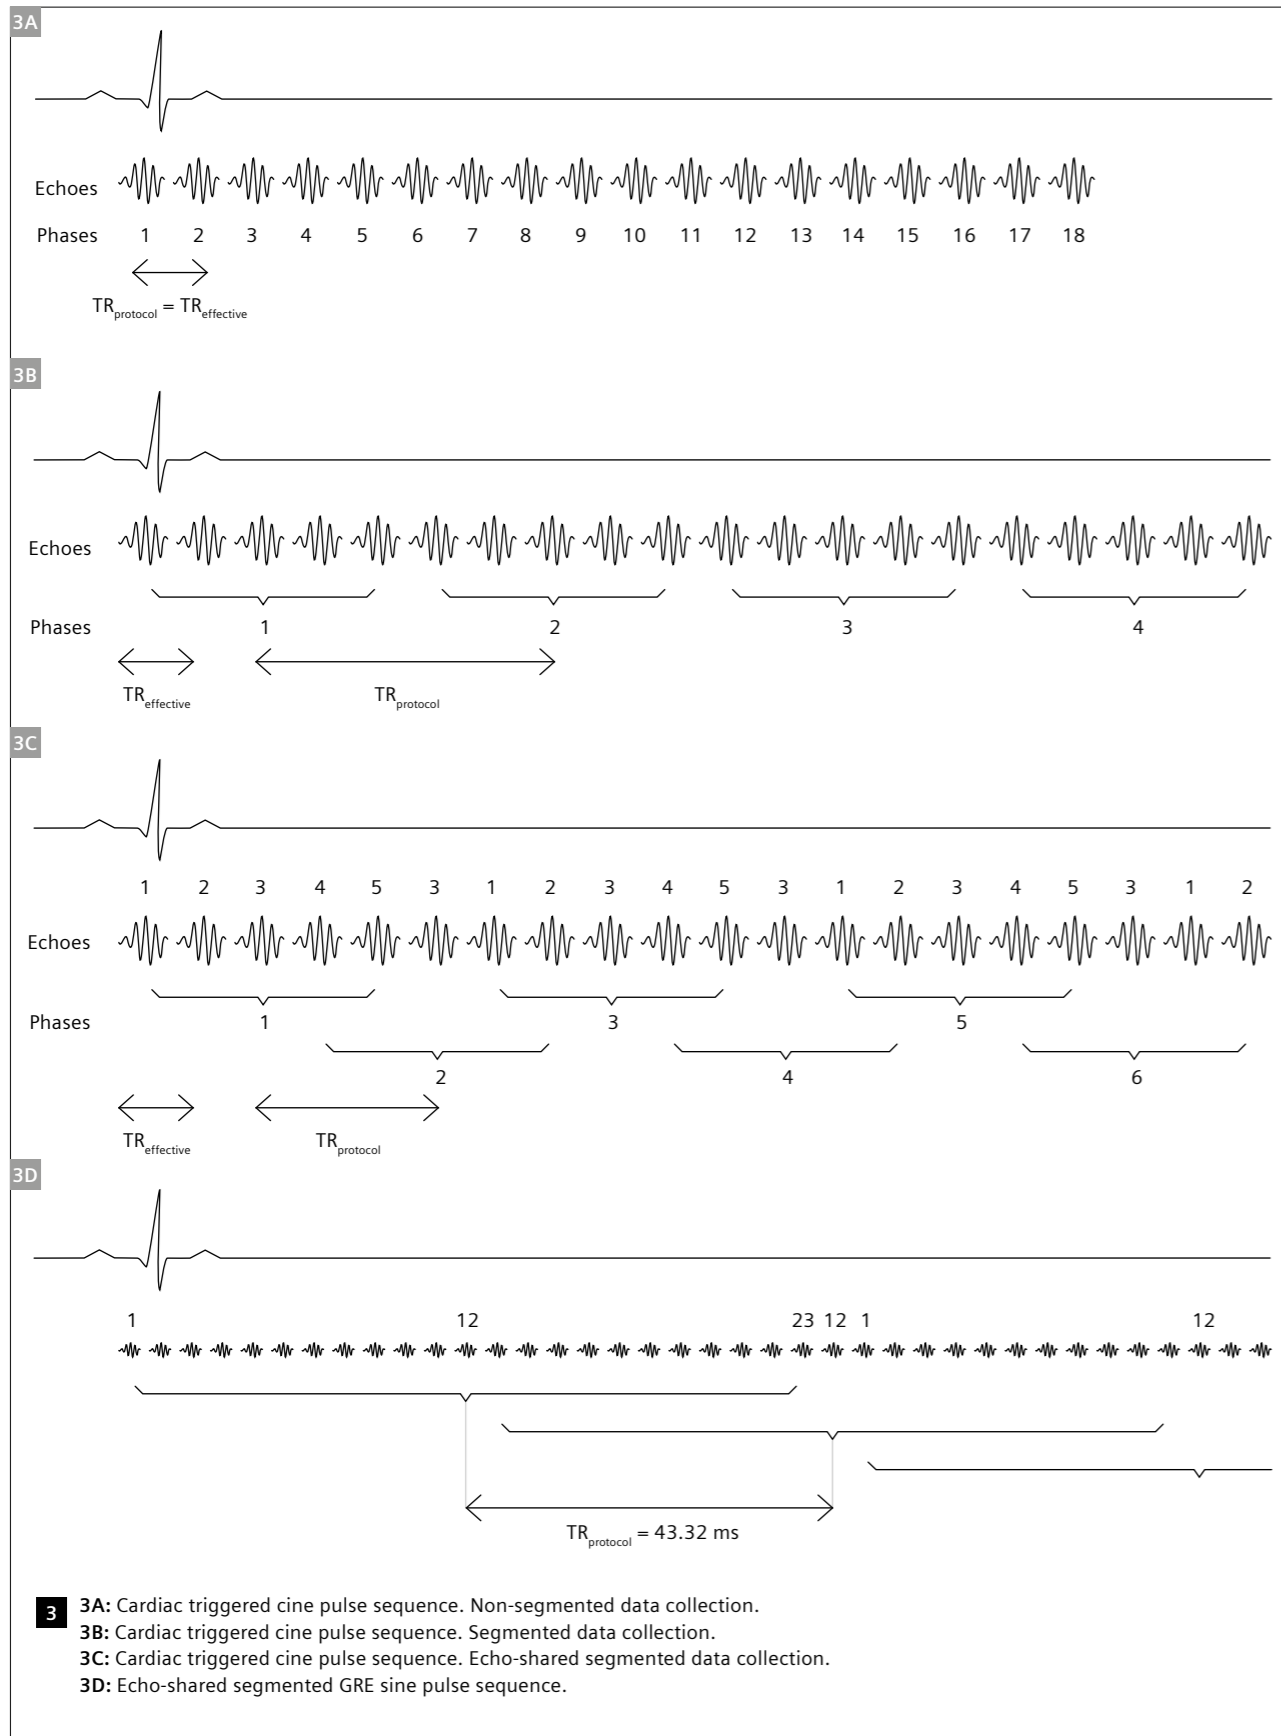 3A
Echoes
Phases 1 2 3 4 5 6 7 8 9 10 11 12 13 14 15 16 17 18
TRprotocol = TReffective
3B
Echoes
Phases 1 2 3 4
TReffective TRprotocol
3C
1 2 3 4 5 3 1 2 3 4 5 3 1 2 3 4 5 3 1 2
Echoes
Phases 1 3 5
2 4 6
TReffective TRprotocol
3D
1 12 23 12 1 12
TRprotocol = 43.32 ms
3 3A: Cardiac triggered cine pulse sequence. Non-segmented data collection.
3B: Cardiac triggered cine pulse sequence. Segmented data collection.
3C: Cardiac triggered cine pulse sequence. Echo-shared segmented data collection.
3D: Echo-shared segmented GRE sine pulse sequence.